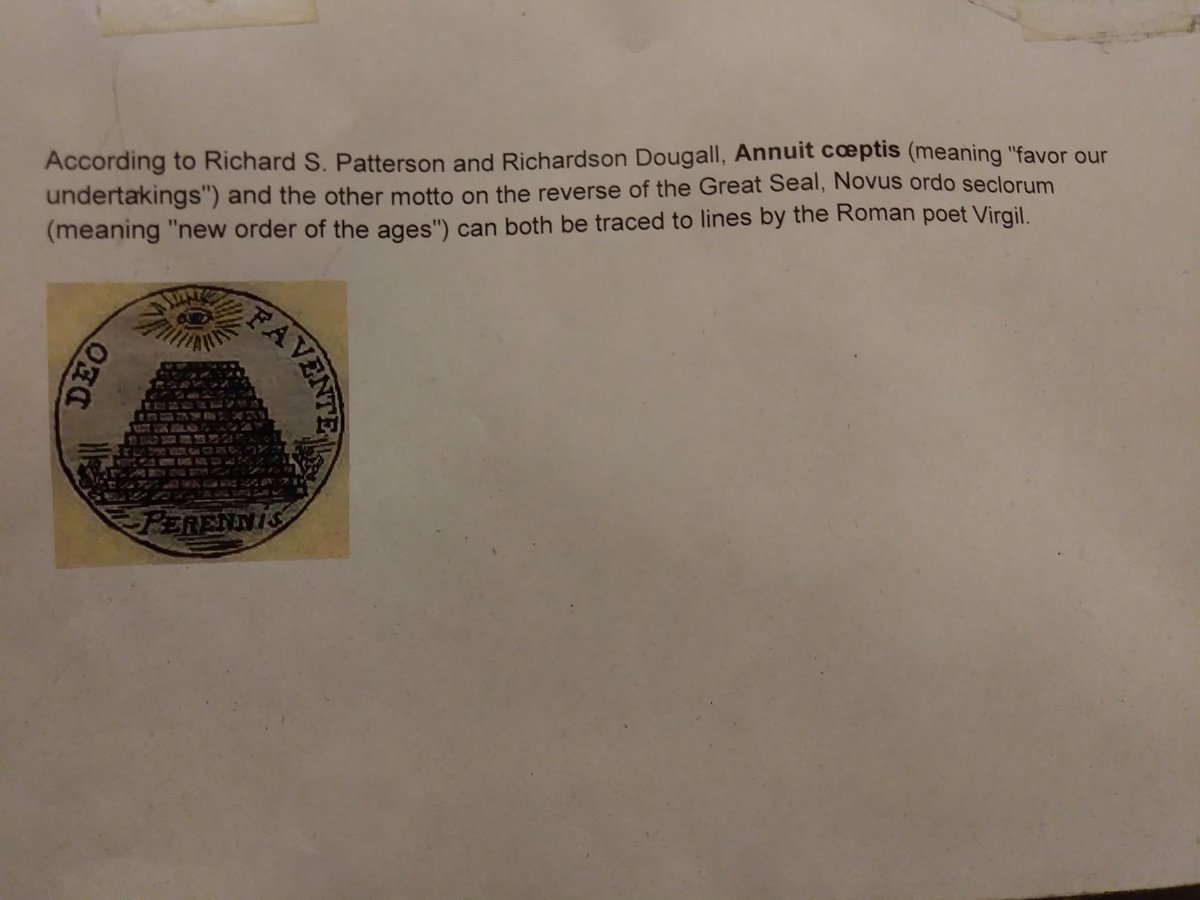 According to Richard S. Patterson and Richardson Dougall, Annuit cœptis (meaning "favor our
undertakings") and the other motto on the reverse of the Great Seal, Novus ordo seclorum
(meaning "new order of the ages") can both be traced to lines by the Roman poet Virgil.
DEO FAVENTE
PERENNIS